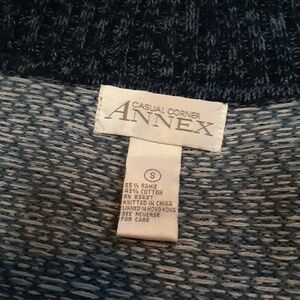 CASUAL CORNER
ANNEX
S
55% RAMIE
45% COTTON
RN 83437
KNITTED IN CHINA
LINKED IN HONG KONG
SEE REVERSE
FOR CARE